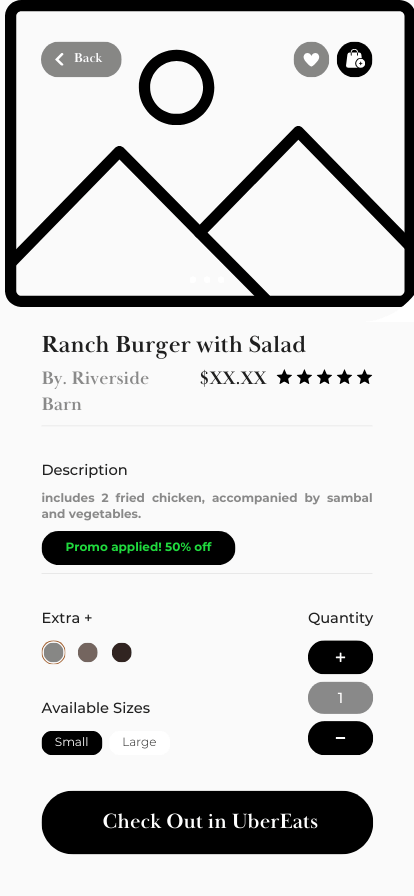 Back
Ranch Burger with Salad
By. Riverside Barn
$XX.XX
Description
includes 2 fried chicken, accompanied by sambal
and vegetables.
Promo applied! 50% off
Extra +
Quantity
+
1
−
Available Sizes
Small
Large
Check Out in UberEats